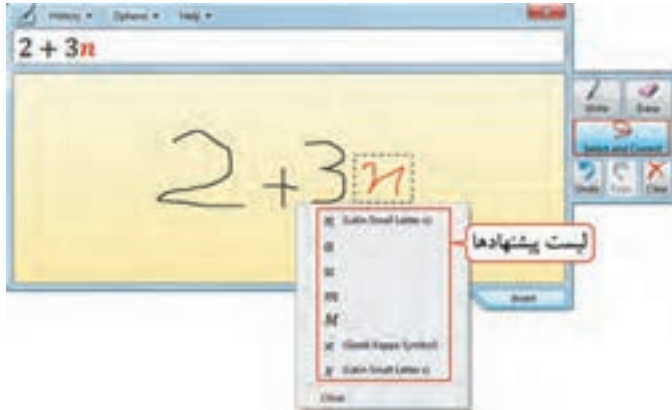 History Options Help
2 + 3n
2 + 3n
Write Erase
Select and Correct
Undo Redo Clear
لیست پیشنهادها
n (Latin Small Letter n)
a
u
m
M
ϰ (Greek Kappa Symbol)
x (Latin Small Letter x)
Insert
Close